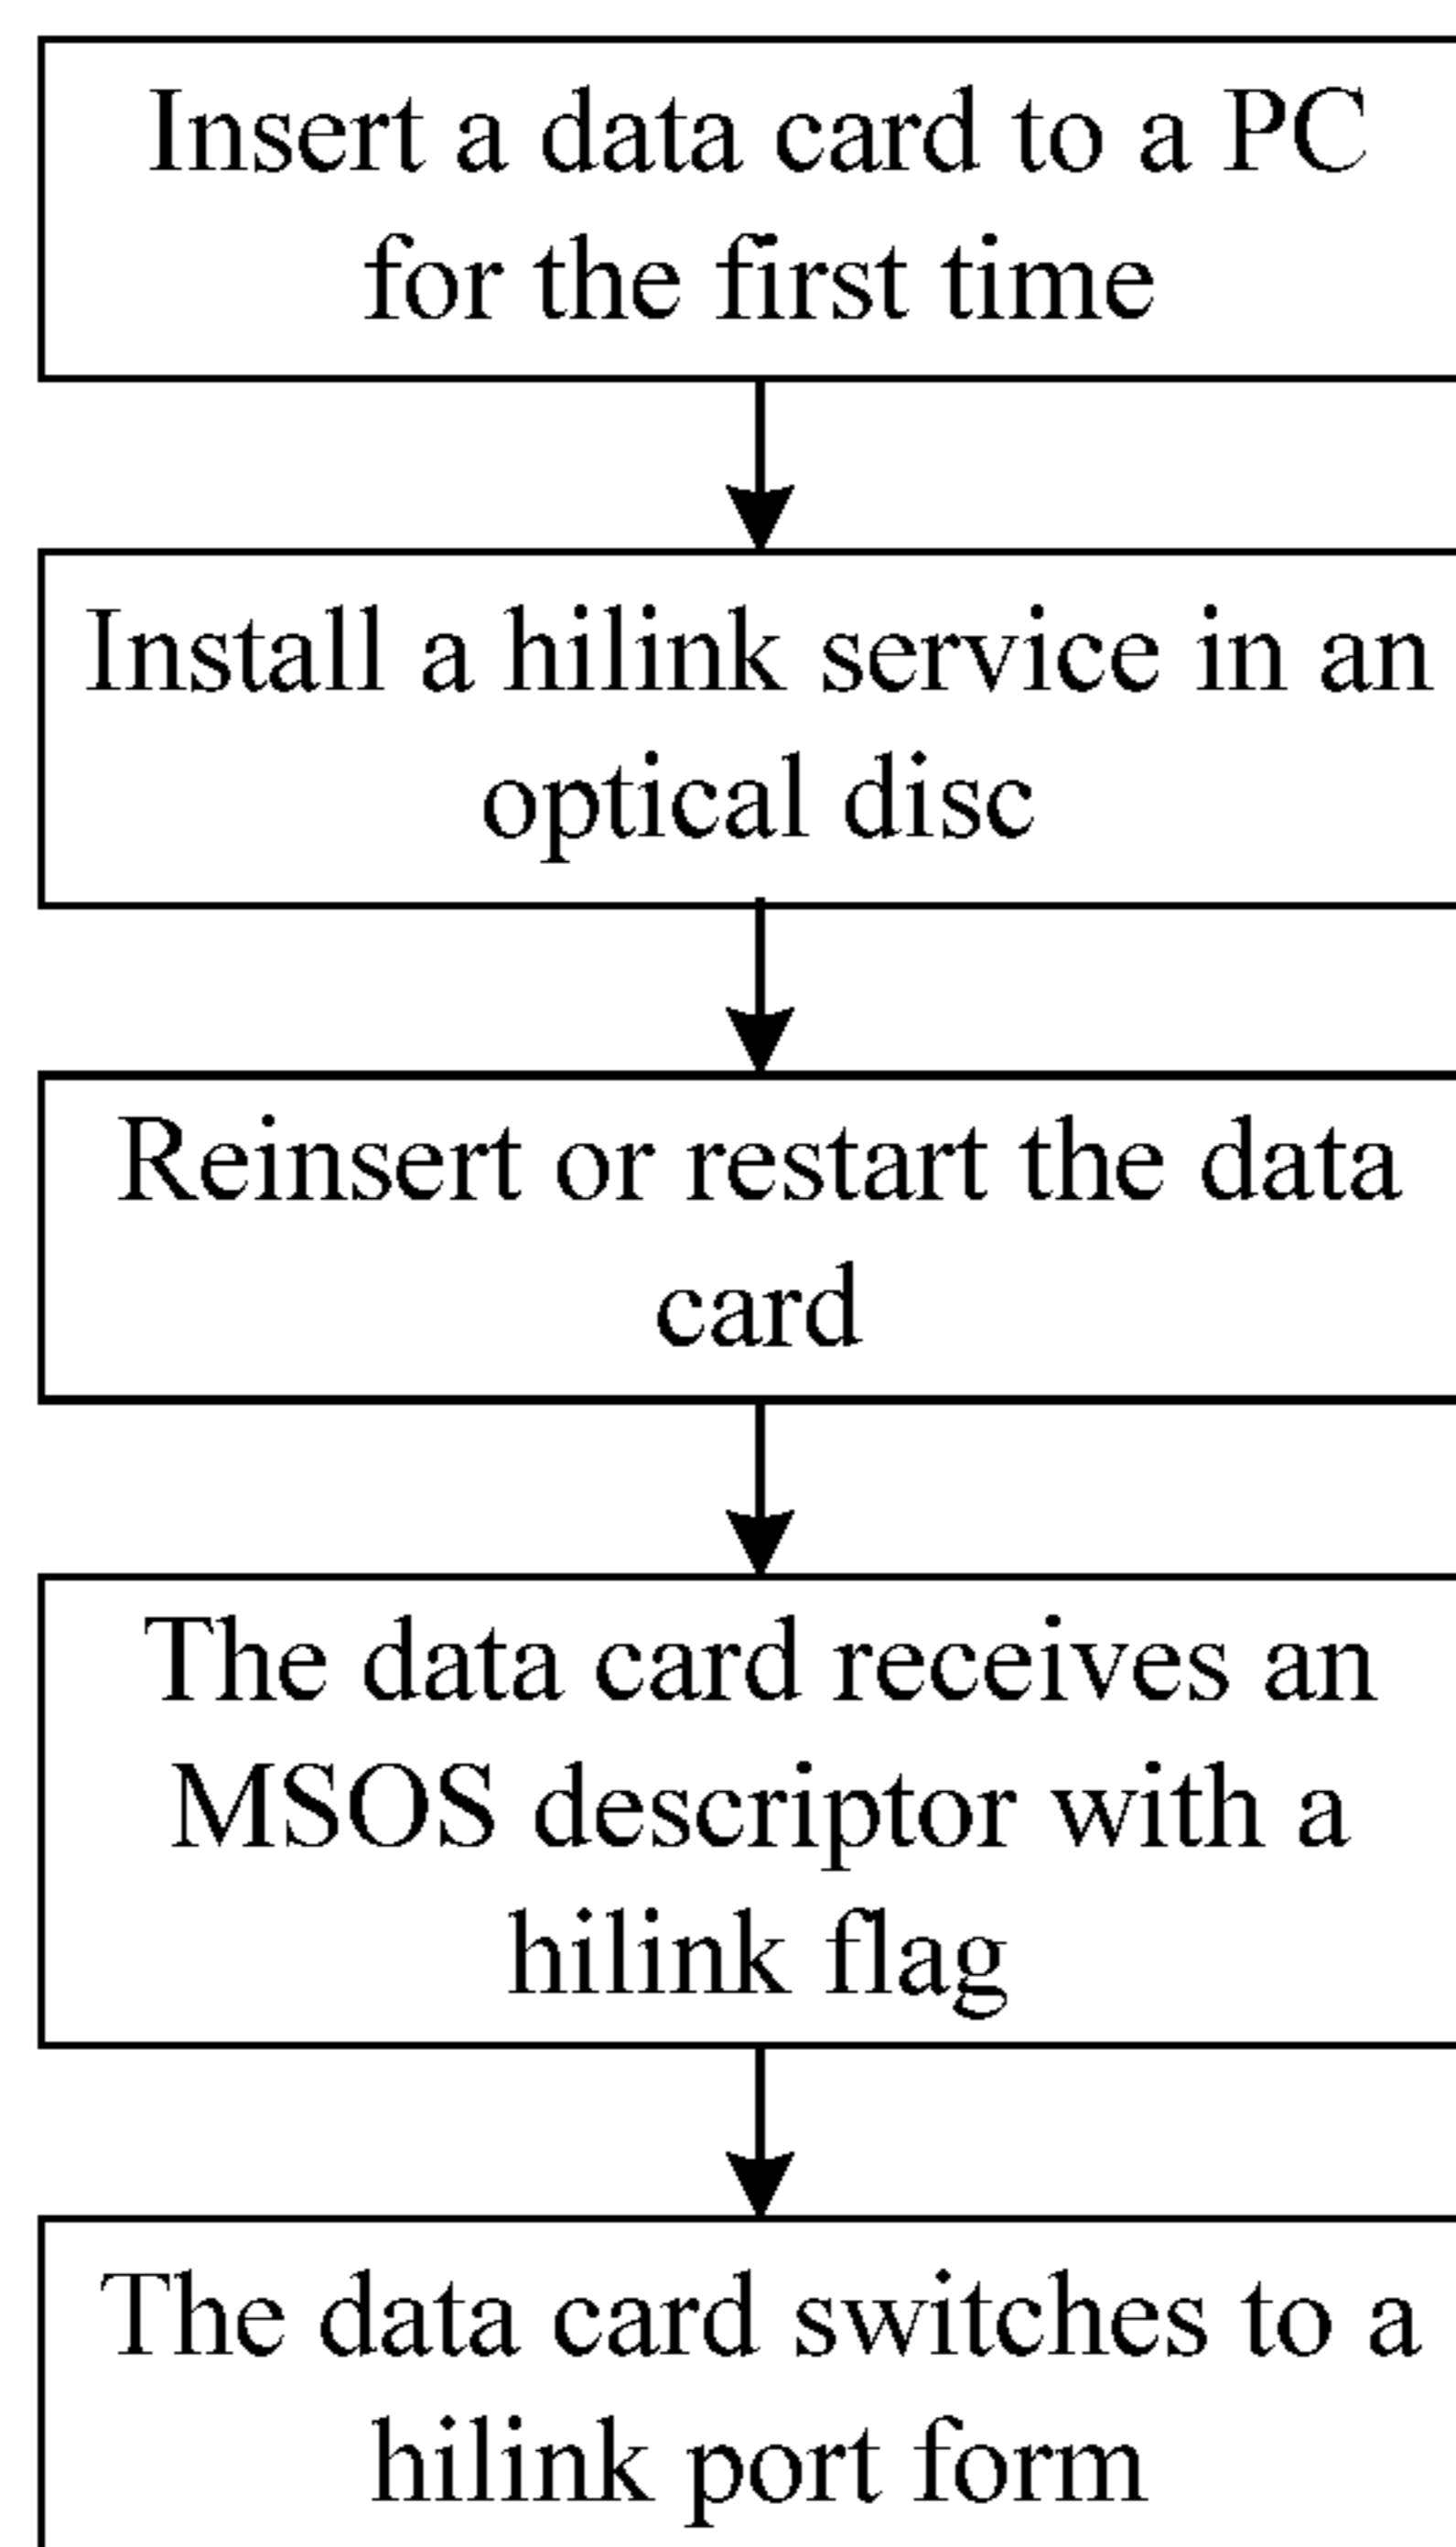 Insert a data card to a PC
for the first time
Install a hilink service in an
optical disc
Reinsert or restart the data
card
The data card receives an
MSOS descriptor with a
hilink flag
The data card switches to a
hilink port form